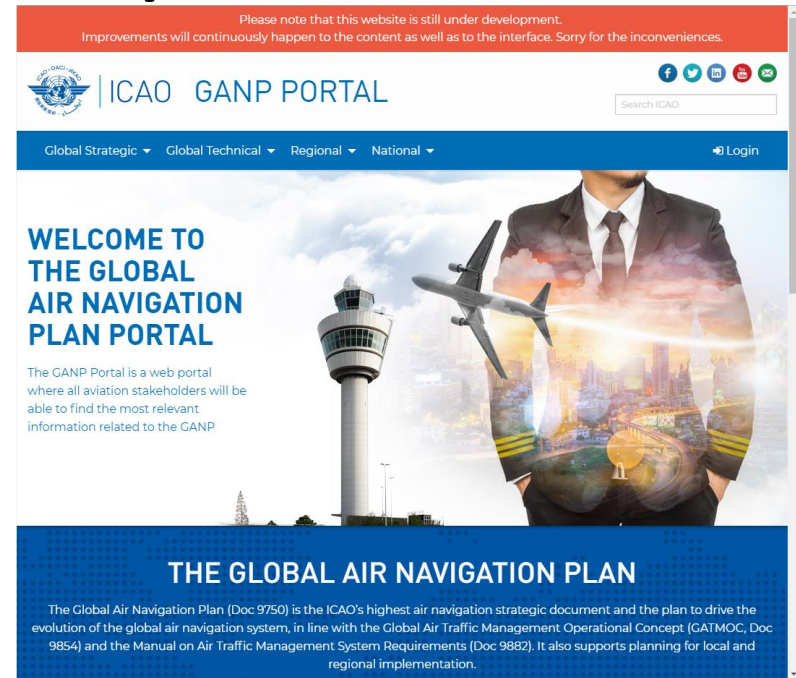 Please note that this website is still under development.
Improvements will continuously happen to the content as well as to the interface. Sorry for the inconveniences.
ICAO GANP PORTAL
Search ICAO
Global Strategic Global Technical Regional National Login
WELCOME TO
THE GLOBAL
AIR NAVIGATION
PLAN PORTAL
The GANP Portal is a web portal
where all aviation stakeholders will be
able to find the most relevant
information related to the GANP
THE GLOBAL AIR NAVIGATION PLAN
The Global Air Navigation Plan (Doc 9750) is the ICAO's highest air navigation strategic document and the plan to drive the
evolution of the global air navigation system, in line with the Global Air Traffic Management Operational Concept (GATMOC, Doc
9854) and the Manual on Air Traffic Management System Requirements (Doc 9882). It also supports planning for local and
regional implementation.